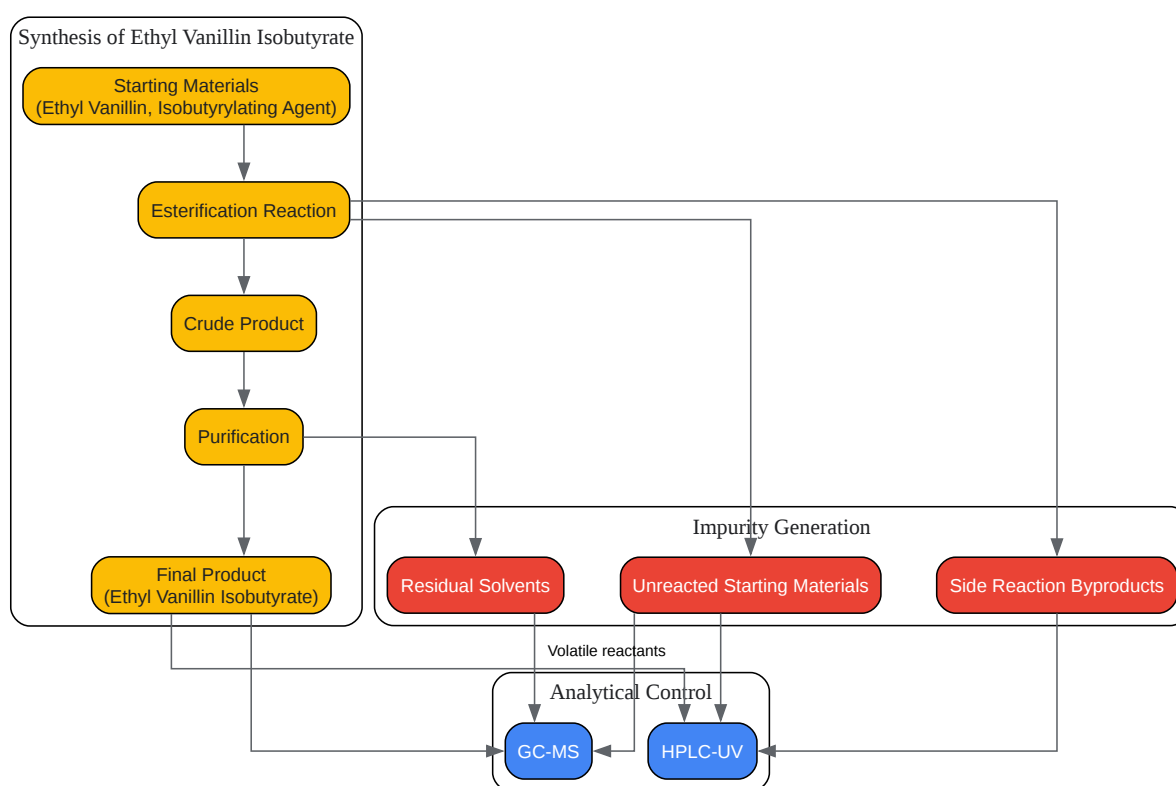 Synthesis of Ethyl Vanillin Isobutyrate
Starting Materials
(Ethyl Vanillin, Isobutyrylating Agent)
Esterification Reaction
Crude Product
Purification
Final Product
(Ethyl Vanillin Isobutyrate)
Impurity Generation
Residual Solvents
Unreacted Starting Materials
Side Reaction Byproducts
Volatile reactants
Analytical Control
GC-MS
HPLC-UV